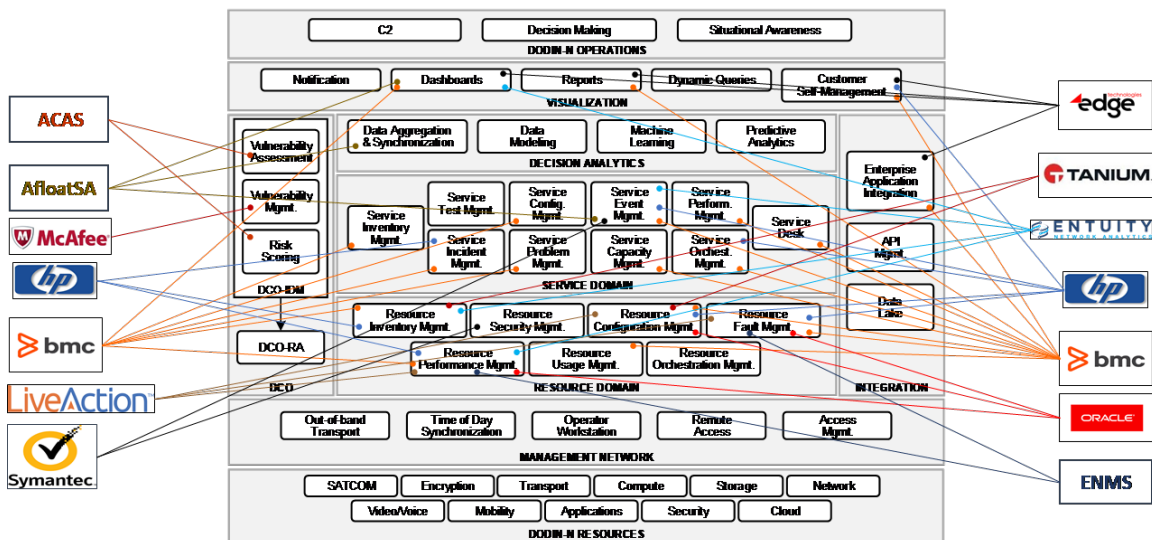 C2
Decision Making
Situational Awareness
DODIN-N OPERATIONS
Notification
Dashboards
Reports
Dynamic Queries
Customer
Self-Management
VISUALIZATION
ACAS
AfloatSA
McAfee
hp
bmc
LiveAction
Symantec.
Vulnerability
Assessment
Vulnerability
Mgmt.
Risk
Scoring
DCO-IDM
DCO-RA
DCO
Data Aggregation
& Synchronization
Data
Modeling
Machine
Learning
Predictive
Analytics
DECISION ANALYTICS
Service
Inventory
Mgmt.
Service
Test Mgmt.
Service
Config.
Mgmt.
Service
Event
Mgmt.
Service
Perform.
Mgmt.
Service
Desk
Service
Incident
Mgmt.
Service
Problem
Mgmt.
Service
Capacity
Mgmt.
Service
Orchest.
Mgmt.
SERVICE DOMAIN
Resource
Inventory Mgmt.
Resource
Security Mgmt.
Resource
Configuration Mgmt.
Resource
Fault Mgmt.
Resource
Performance Mgmt.
Resource
Usage Mgmt.
Resource
Orchestration Mgmt.
RESOURCE DOMAIN
Enterprise
Application
Integration
API
Mgmt.
Data
Lake
INTEGRATION
technologies
edge
TANIUM
ENTUITY
NETWORK ANALYTICS
hp
bmc
ORACLE
ENMS
Out-of-band
Transport
Time of Day
Synchronization
Operator
Workstation
Remote
Access
Access
Mgmt.
MANAGEMENT NETWORK
SATCOM
Encryption
Transport
Compute
Storage
Network
Video/Voice
Mobility
Applications
Security
Cloud
DODIN-N RESOURCES